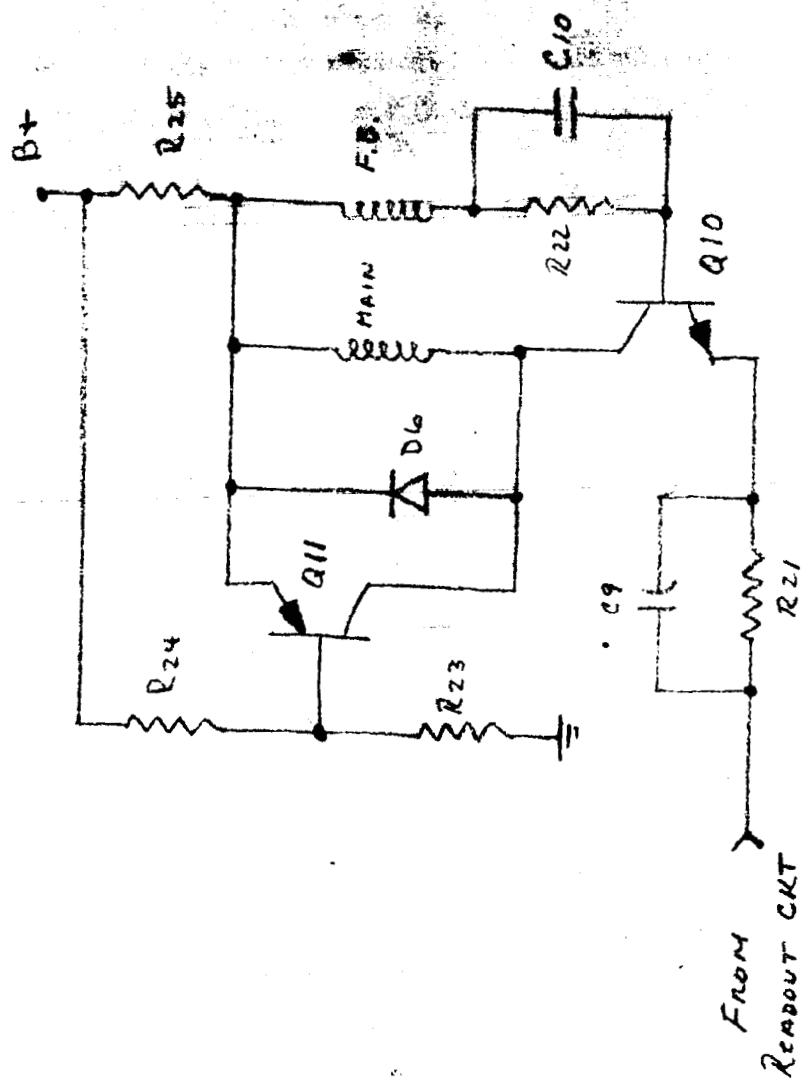 B+
R25
F.B.
C10
R22
MAIN
Q10
D6
Q11
R24
R23
C9
R21
FROM
READOUT CKT